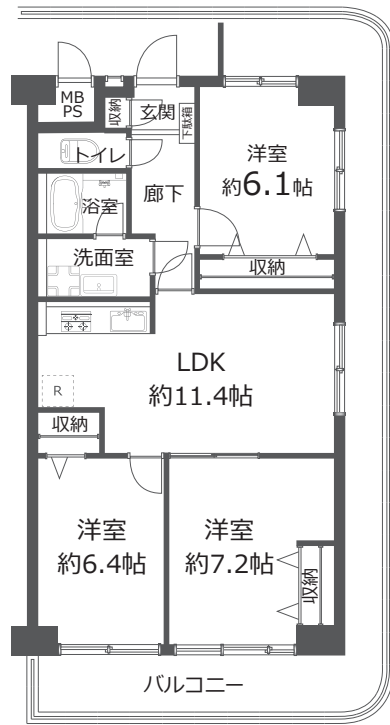 MB
PS
収納
玄関
下駄箱
トイレ
洋室
約6.1帖
浴室
廊下
洗面室
収納
LDK
約11.4帖
R
収納
洋室
約6.4帖
洋室
約7.2帖
収納
バルコニー